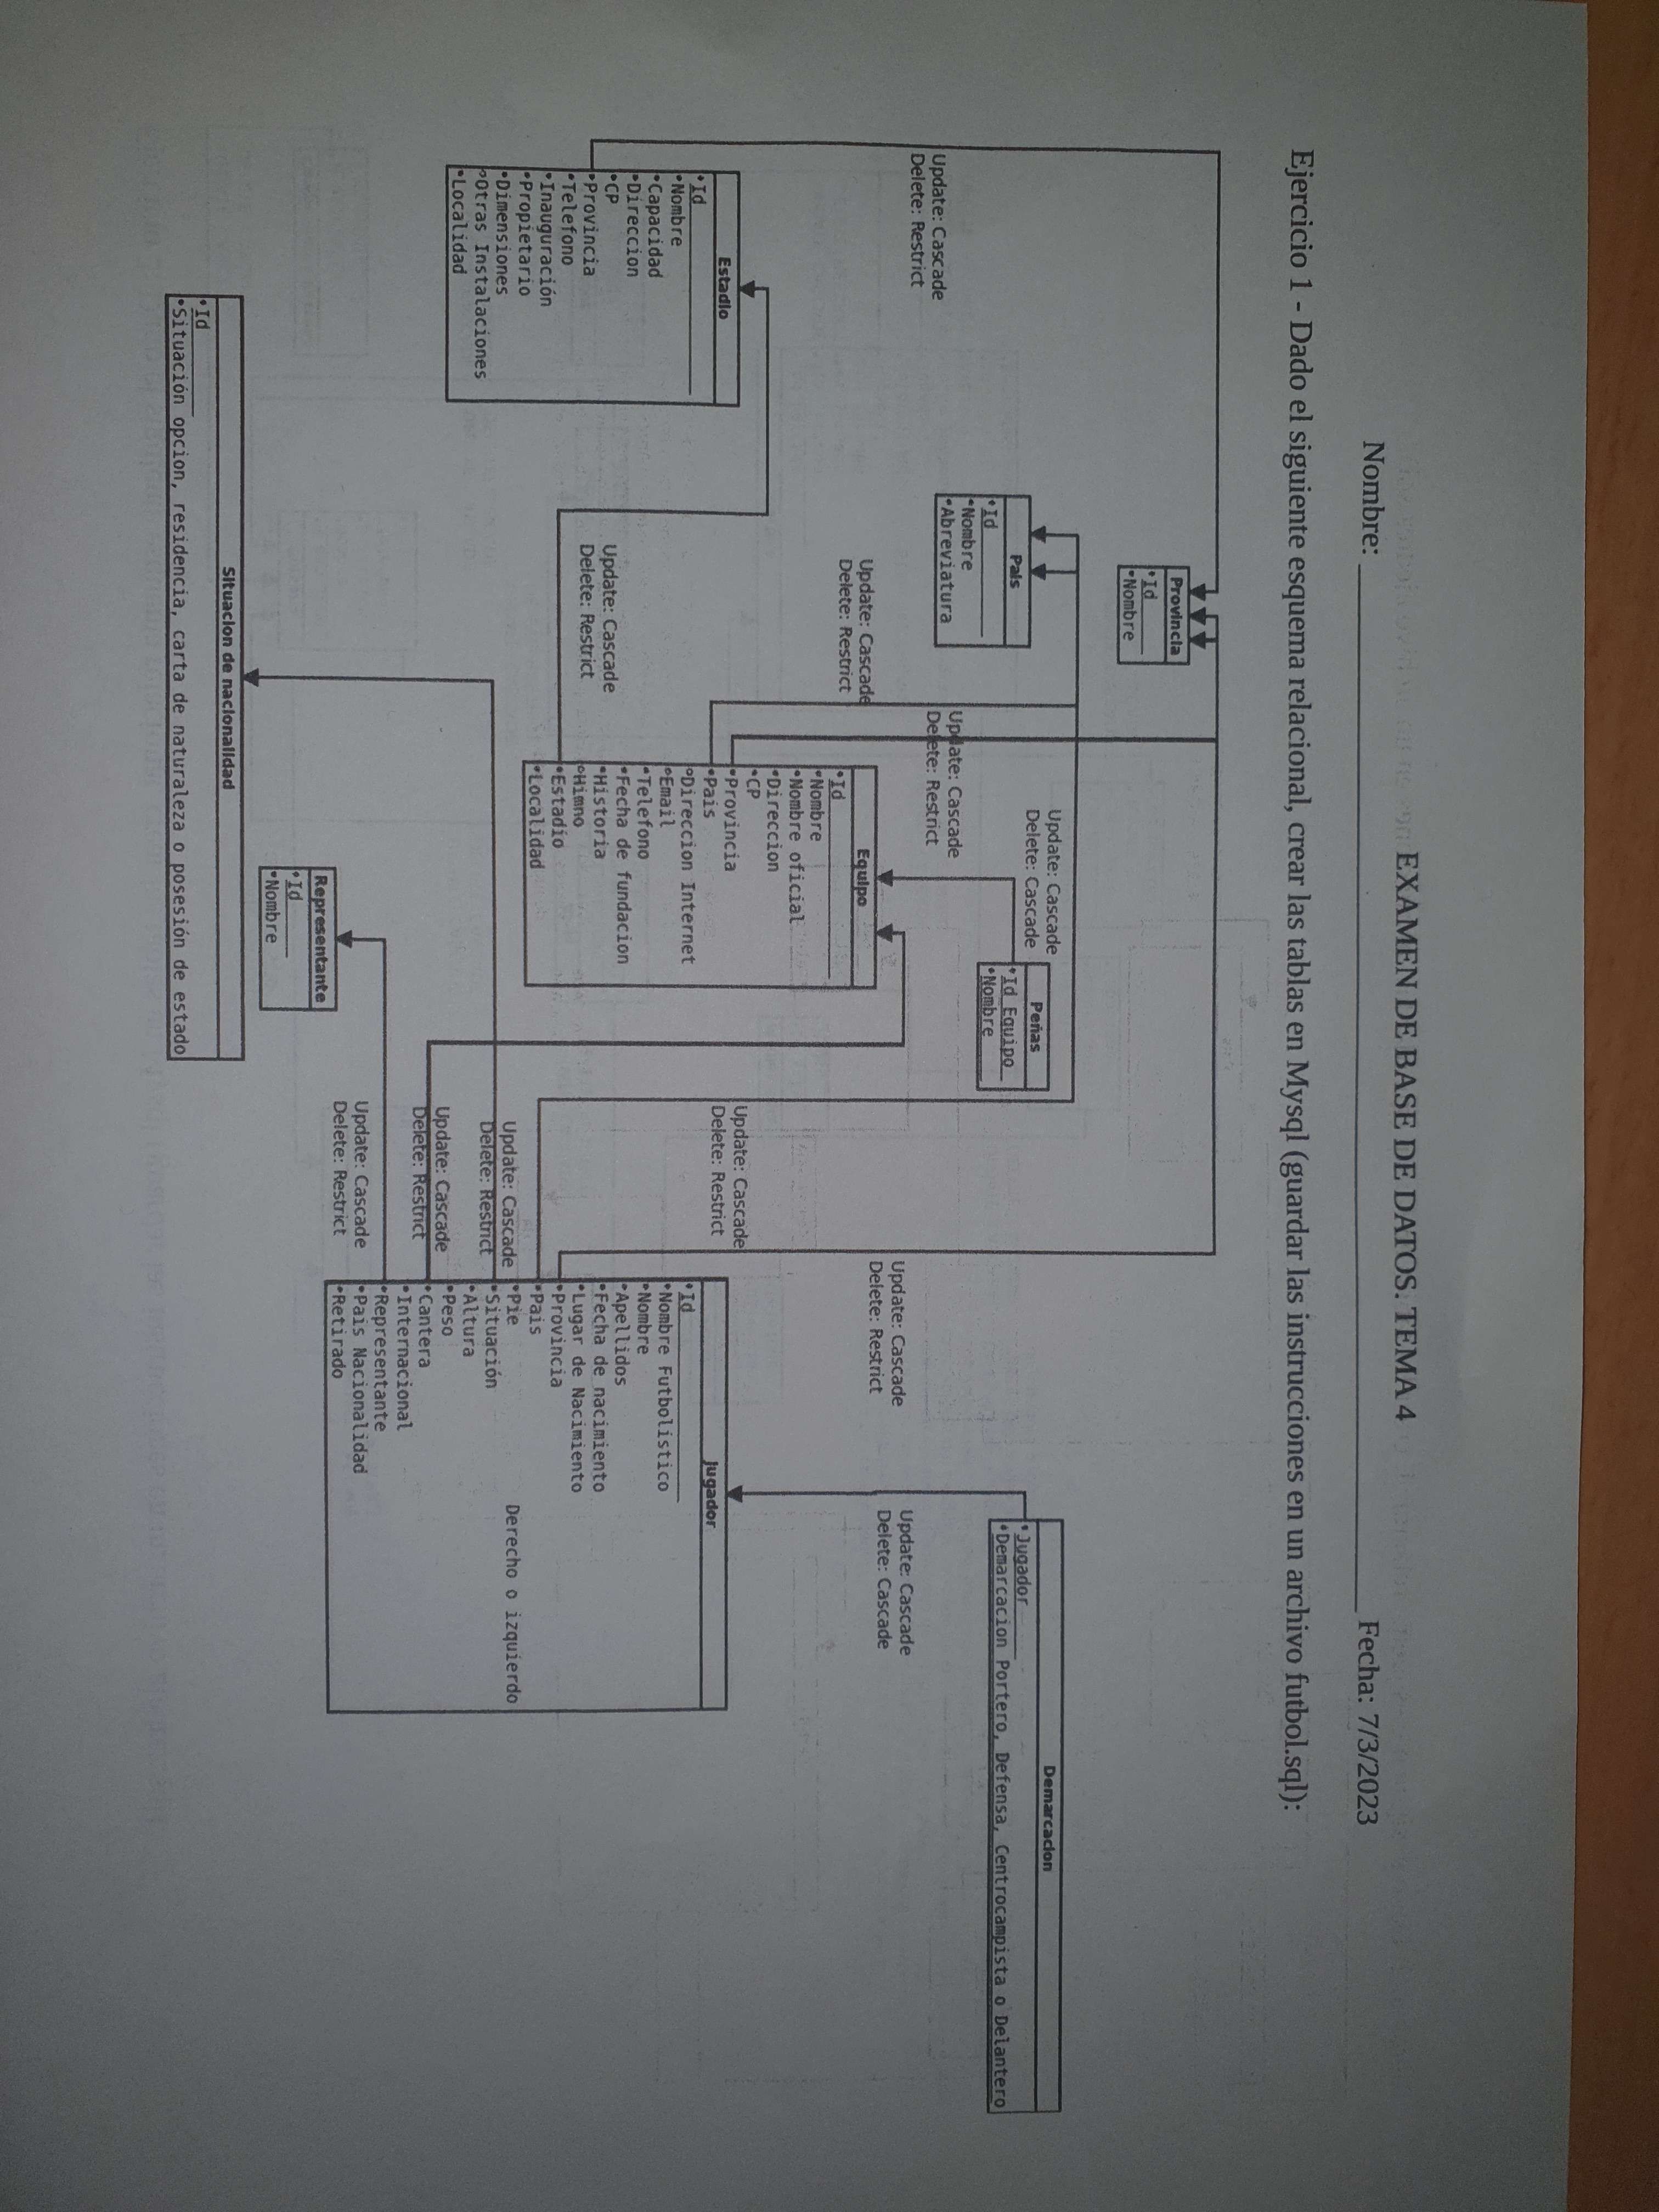 EXAMEN DE BASE DE DATOS. TEMA 4
Nombre: Fecha: 7/3/2023
Ejercicio 1 - Dado el siguiente esquema relacional, crear las tablas en Mysql (guardar las instrucciones en un archivo futbol.sql):
Provincia
•Id
•Nombre
Update: Cascade
Delete: Restrict
Pais
•Id
•Nombre
•Abreviatura
Update: Cascade
Delete: Cascade
Peñas
•Id Equipo
•Nombre
Demarcacion
•Jugador
•Demarcacion Portero, Defensa, Centrocampista o Delantero
Update: Cascade
Delete: Restrict
Update: Cascade
Delete: Restrict
Update: Cascade
Delete: Restrict
Update: Cascade
Delete: Cascade
Estadio
•Id
•Nombre
•Capacidad
•Direccion
•CP
•Provincia
•Telefono
•Inauguración
•Propietario
•Dimensiones
°Otras Instalaciones
•Localidad
Update: Cascade
Delete: Restrict
Equipo
•Id
•Nombre
•Nombre oficial
•Direccion
•CP
•Provincia
•Pais
°Direccion Internet
°Email
•Telefono
•Fecha de fundacion
•Historia
°Himno
•Estadio
•Localidad
Update: Cascade
Delete: Restrict
Jugador
•Id
•Nombre Futbolistico
•Nombre
•Apellidos
•Fecha de nacimiento
•Lugar de Nacimiento
•Provincia
•Pais
•Pie Derecho o izquierdo
•Situación
•Altura
•Peso
•Cantera
•Internacional
•Representante
•Pais Nacionalidad
•Retirado
Update: Cascade
Delete: Restrict
Update: Cascade
Delete: Restrict
Update: Cascade
Delete: Restrict
Representante
•Id
•Nombre
Situacion de nacionalidad
•Id
•Situación opcion, residencia, carta de naturaleza o posesión de estado